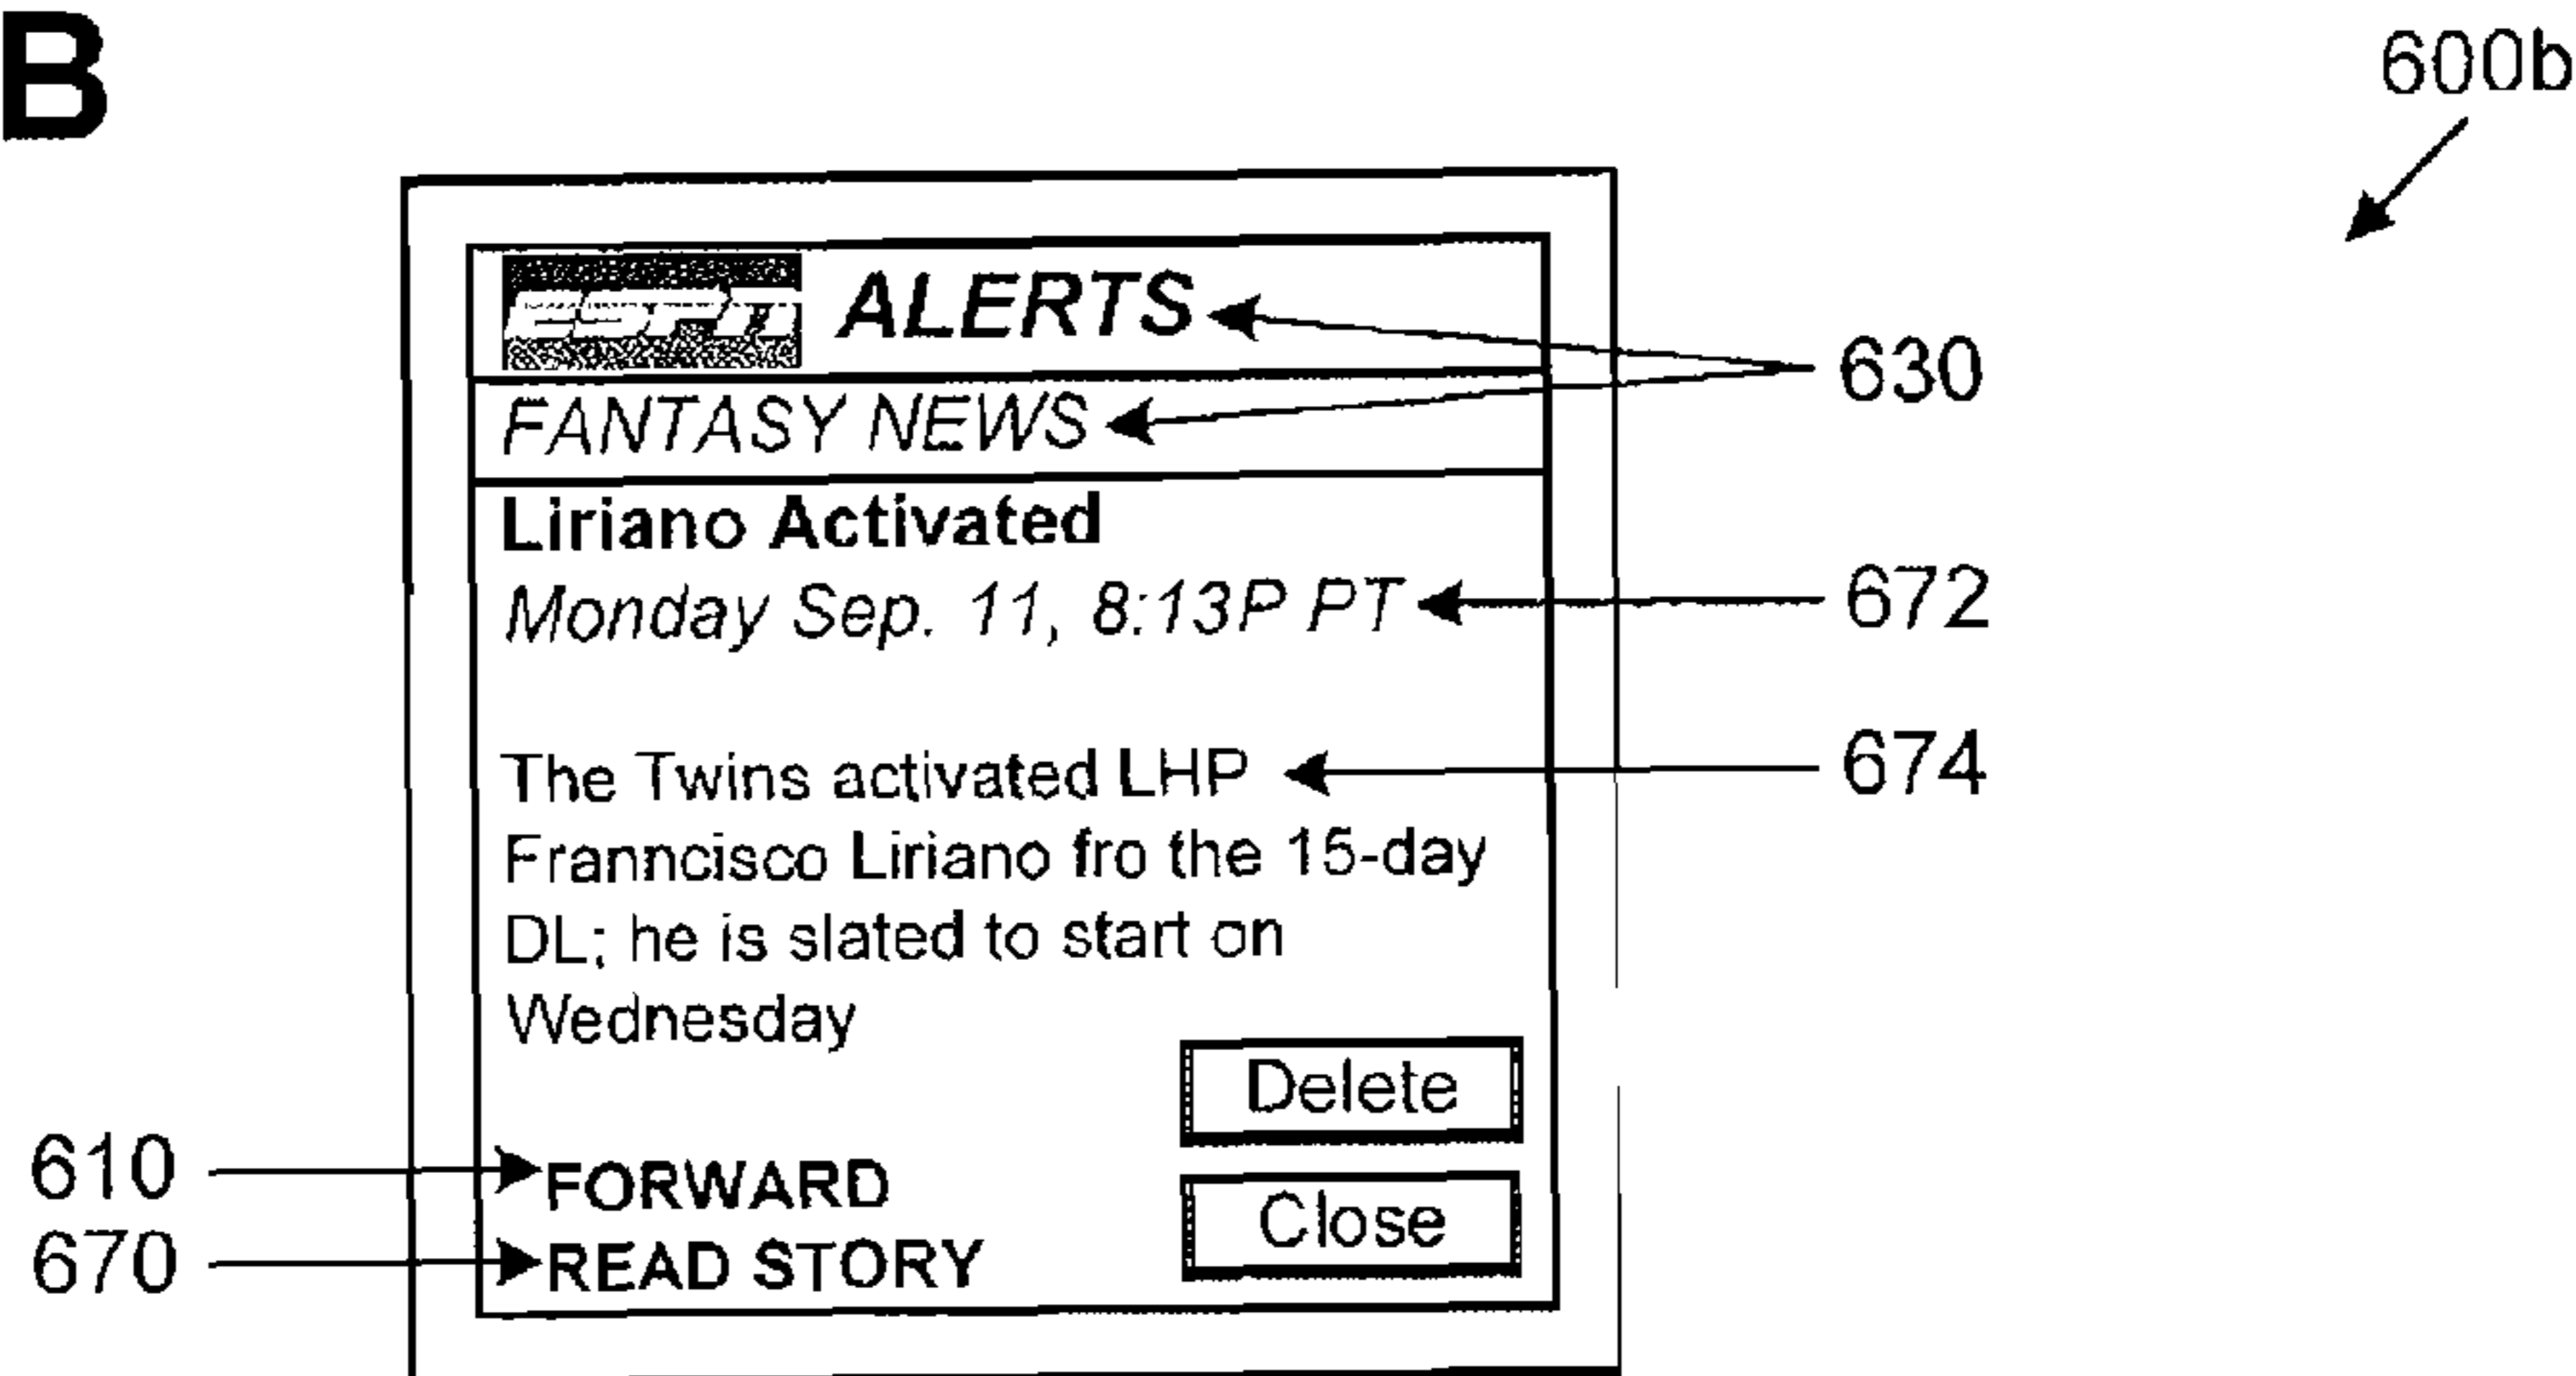 B
600b
ESPN ALERTS
630
FANTASY NEWS
Liriano Activated
Monday Sep. 11, 8:13P PT
672
The Twins activated LHP
674
Franncisco Liriano fro the 15-day
DL; he is slated to start on
Wednesday
Delete
610
FORWARD
Close
670
READ STORY